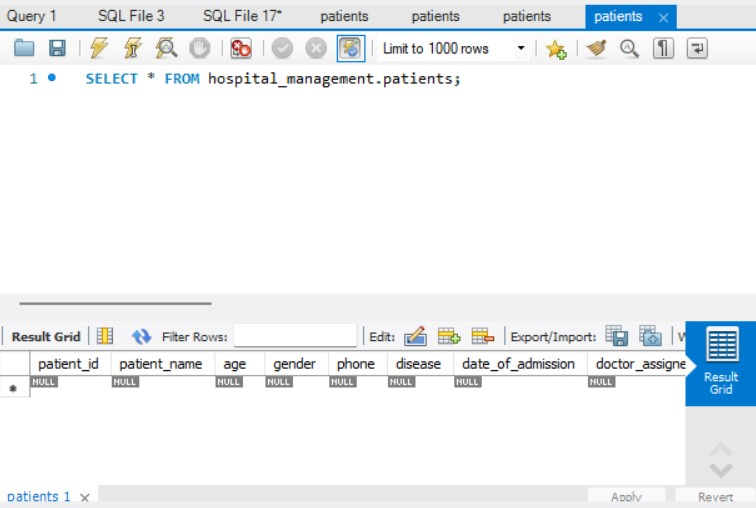 Query 1 SQL File 3 SQL File 17* patients patients patients patients
Limit to 1000 rows
1 SELECT * FROM hospital_management.patients;
Result Grid Filter Rows: Edit: Export/Import:
patient_id patient_name age gender phone disease date_of_admission doctor_assigne
NULL NULL NULL NULL NULL NULL NULL NULL
Result
Grid
patients 1 Apply Revert